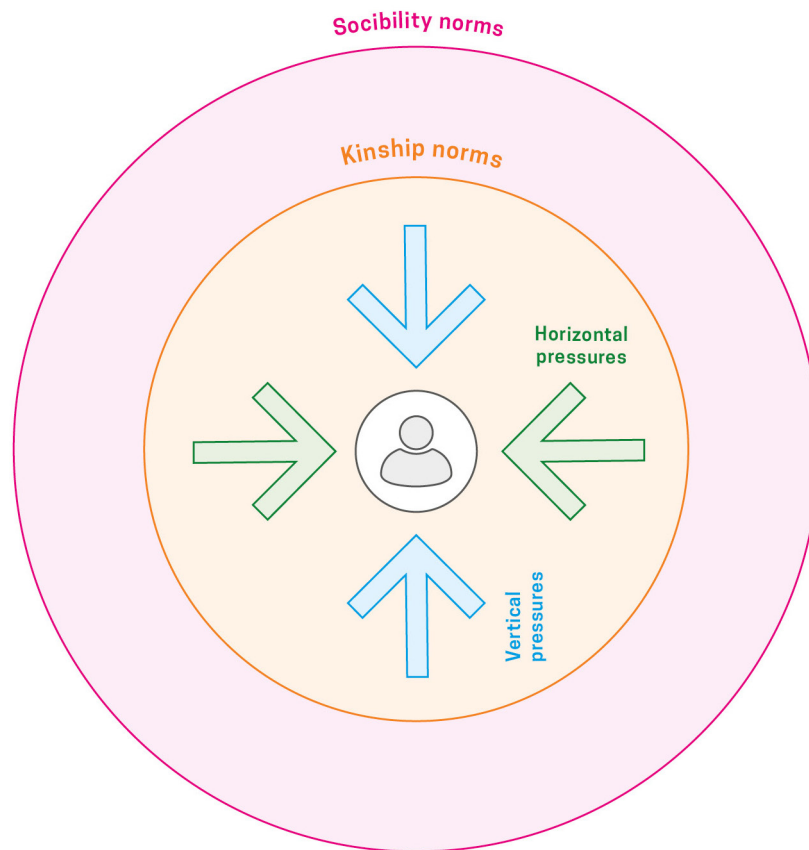 Socibility norms
Kinship norms
Horizontal
pressures
Vertical
pressures